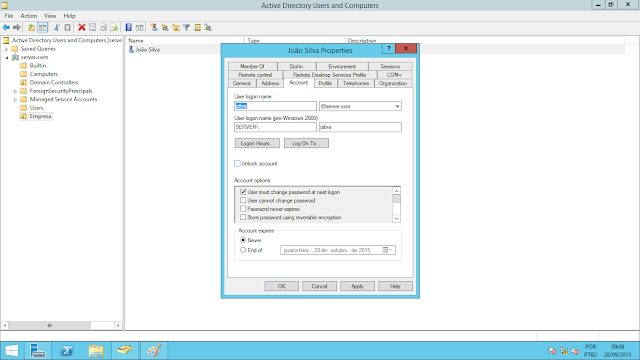 Active Directory Users and Computers
File Action View Help
Active Directory Users and Computers [serve
Saved Queries
server.com
Builtin
Computers
Domain Controllers
ForeignSecurityPrincipals
Managed Service Accounts
Users
Empresa
Name Type Description
João Silva
João Silva Properties
? X
Member Of Dial-in Environment Sessions
Remote control Remote Desktop Services Profile COM+
General Address Account Profile Telephones Organization
User logon name:
jsilva @server.com
User logon name (pre-Windows 2000):
SERVER\ jsilva
Logon Hours... Log On To...
Unlock account
Account options:
User must change password at next logon
User cannot change password
Password never expires
Store password using reversible encryption
Account expires
Never
End of: quarta-feira , 28 de outubro de 2015
OK Cancel Apply Help
POR 09:08
PTB2 28/09/2015